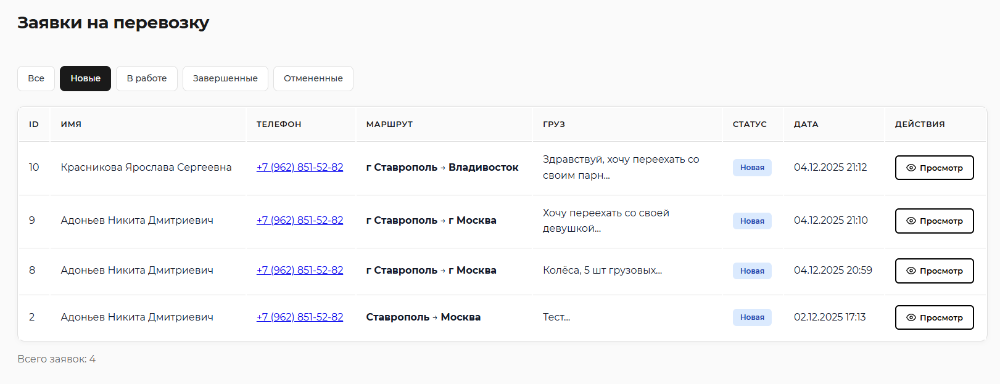 Заявки на перевозку
Все Новые В работе Завершенные Отмененные
ID ИМЯ ТЕЛЕФОН МАРШРУТ ГРУЗ СТАТУС ДАТА ДЕЙСТВИЯ
10 Красникова Ярослава Сергеевна +7 (962) 851-52-82 г Ставрополь → Владивосток Здравствуй, хочу переехать со
своим парн... Новая 04.12.2025 21:12 Просмотр
9 Адоньев Никита Дмитриевич +7 (962) 851-52-82 г Ставрополь → г Москва Хочу переехать со своей
девушкой... Новая 04.12.2025 21:10 Просмотр
8 Адоньев Никита Дмитриевич +7 (962) 851-52-82 г Ставрополь → г Москва Колёса, 5 шт грузовых... Новая 04.12.2025 20:59 Просмотр
2 Адоньев Никита Дмитриевич +7 (962) 851-52-82 Ставрополь → Москва Тест... Новая 02.12.2025 17:13 Просмотр
Всего заявок: 4